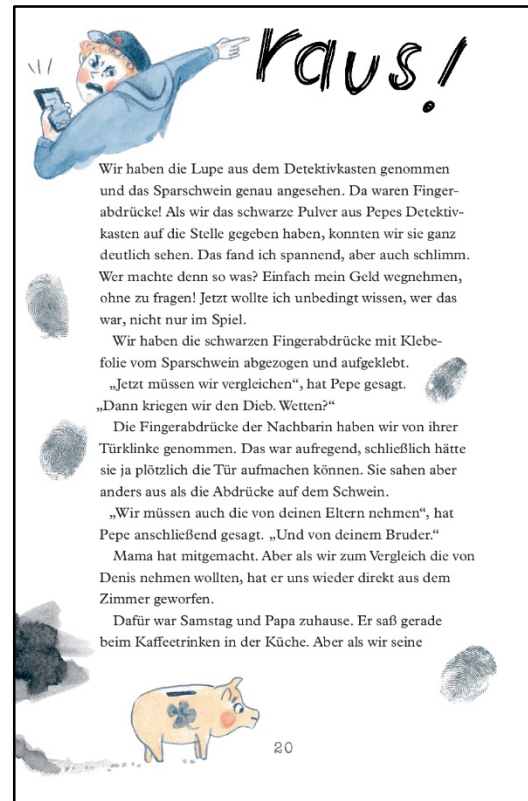 raus!
Wir haben die Lupe aus dem Detektivkasten genommen
und das Sparschwein genau angesehen. Da waren Finger-
abdrücke! Als wir das schwarze Pulver aus Pepes Detektiv-
kasten auf die Stelle gegeben haben, konnten wir sie ganz
deutlich sehen. Das fand ich spannend, aber auch schlimm.
Wer machte denn so was? Einfach mein Geld wegnehmen,
ohne zu fragen! Jetzt wollte ich unbedingt wissen, wer das
war, nicht nur im Spiel.
Wir haben die schwarzen Fingerabdrücke mit Klebe-
folie vom Sparschwein abgezogen und aufgeklebt.
„Jetzt müssen wir vergleichen“, hat Pepe gesagt.
„Dann kriegen wir den Dieb. Wetten?“
Die Fingerabdrücke der Nachbarin haben wir von ihrer
Türklinke genommen. Das war aufregend, schließlich hätte
sie ja plötzlich die Tür aufmachen können. Sie sahen aber
anders aus als die Abdrücke auf dem Schwein.
„Wir müssen auch die von deinen Eltern nehmen“, hat
Pepe anschließend gesagt. „Und von deinem Bruder.“
Mama hat mitgemacht. Aber als wir zum Vergleich die von
Denis nehmen wollten, hat er uns wieder direkt aus dem
Zimmer geworfen.
Dafür war Samstag und Papa zuhause. Er saß gerade
beim Kaffeetrinken in der Küche. Aber als wir seine
20